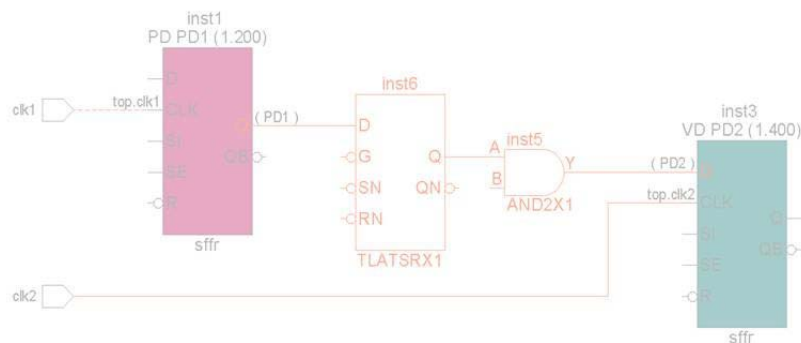 inst1
PD PD1 (1.200)
D
clk1
top.clk1
CLK
Q
( PD1 )
SI
SE
QB
R
sffr
inst6
D
G
SN
RN
Q
QN
TLATSRX1
inst5
A
B
Y
AND2X1
inst3
VD PD2 (1.400)
( PD2 )
D
top.clk2
CLK
Q
SI
QB
SE
R
sffr
clk2